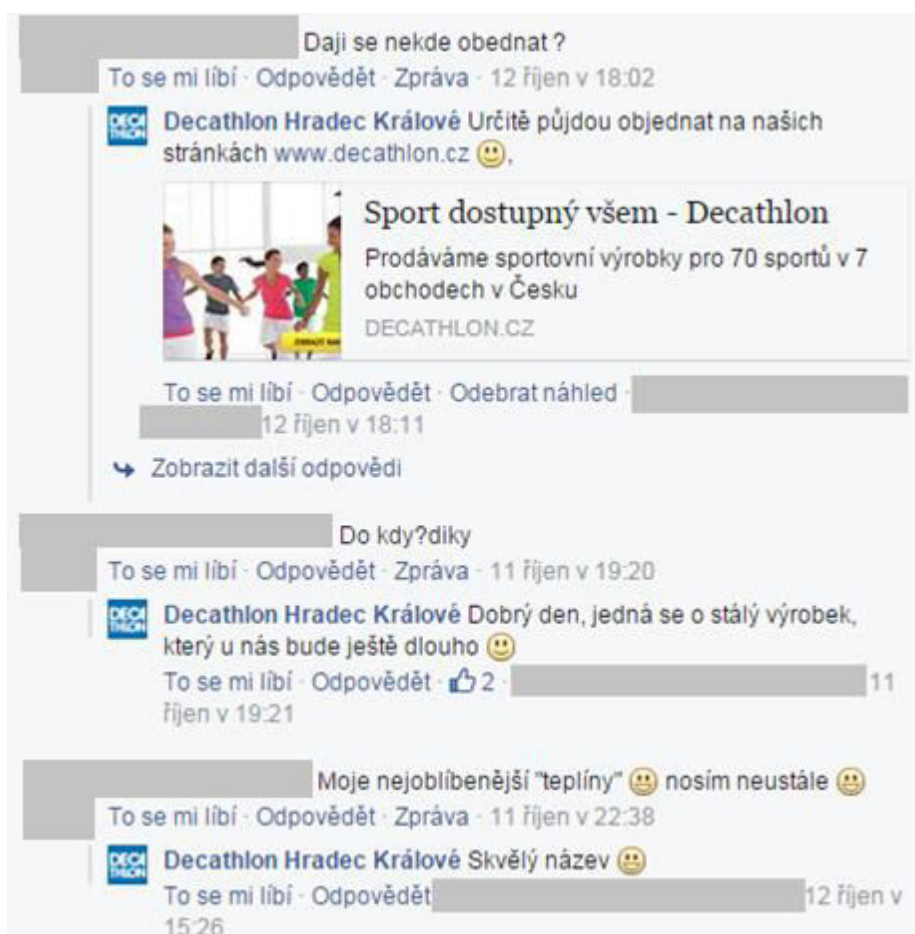 Daji se nekde obednat ?
To se mi líbí · Odpovědět · Zpráva · 12 říjen v 18:02
DECA
THLON
Decathlon Hradec Králové Určitě půjdou objednat na našich
stránkách www.decathlon.cz 🙂,
Sport dostupný všem - Decathlon
Prodáváme sportovní výrobky pro 70 sportů v 7
obchodech v Česku
DECATHLON.CZ
To se mi líbí · Odpovědět · Odebrat náhled ·
12 říjen v 18:11
Zobrazit další odpovědi
Do kdy?diky
To se mi líbí · Odpovědět · Zpráva · 11 říjen v 19:20
DECA
THLON
Decathlon Hradec Králové Dobrý den, jedná se o stálý výrobek,
který u nás bude ještě dlouho 🙂
To se mi líbí · Odpovědět · 2 · 11
říjen v 19:21
Moje nejoblíbenější "teplíny" 😀 nosím neustále 😀
To se mi líbí · Odpovědět · Zpráva · 11 říjen v 22:38
DECA
THLON
Decathlon Hradec Králové Skvělý název 😀
To se mi líbí · Odpovědět 12 říjen v
15:26